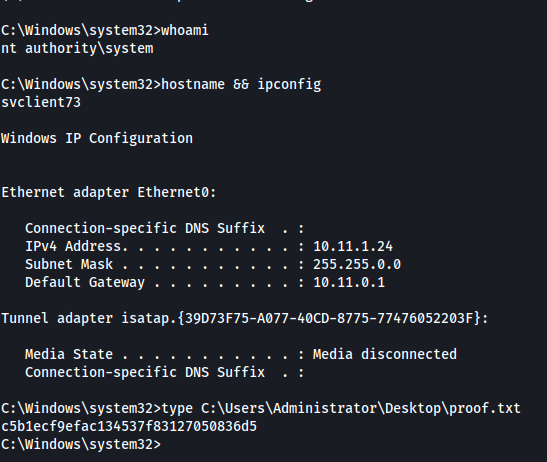 C:\Windows\system32>whoami
nt authority\system
C:\Windows\system32>hostname && ipconfig
svclient73
Windows IP Configuration
Ethernet adapter Ethernet0:
   Connection-specific DNS Suffix  . :
   IPv4 Address. . . . . . . . . . . : 10.11.1.24
   Subnet Mask . . . . . . . . . . . : 255.255.0.0
   Default Gateway . . . . . . . . . : 10.11.0.1
Tunnel adapter isatap.{39D73F75-A077-40CD-8775-77476052203F}:
   Media State . . . . . . . . . . . : Media disconnected
   Connection-specific DNS Suffix  . :
C:\Windows\system32>type C:\Users\Administrator\Desktop\proof.txt
c5b1ecf9efac134537f83127050836d5
C:\Windows\system32>